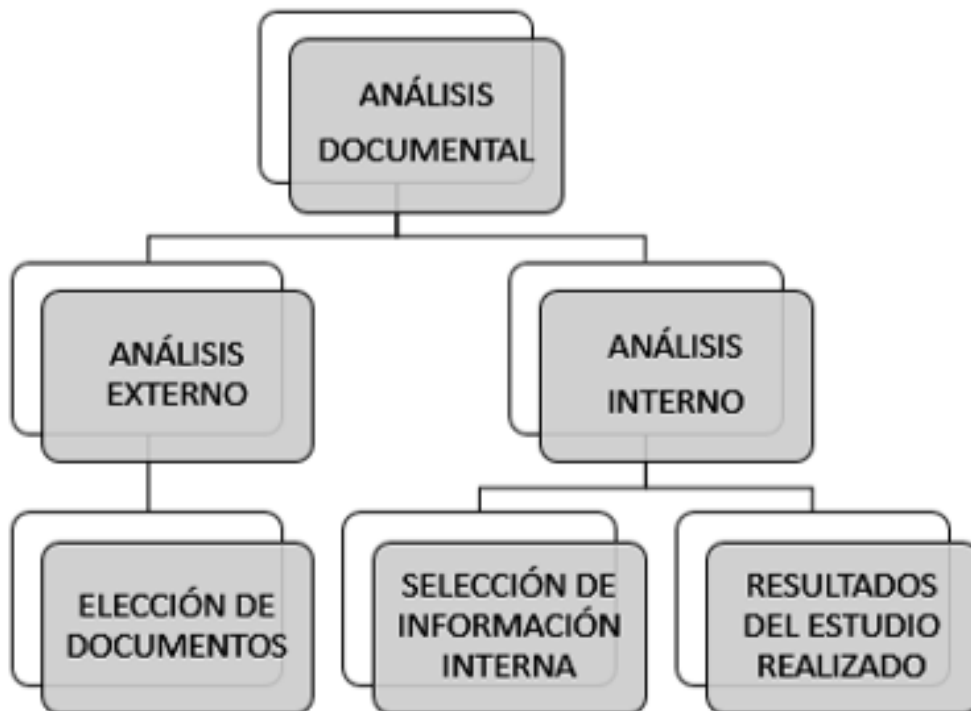 ANÁLISIS
DOCUMENTAL
ANÁLISIS
EXTERNO
ANÁLISIS
INTERNO
ELECCIÓN DE
DOCUMENTOS
SELECCIÓN DE
INFORMACIÓN
INTERNA
RESULTADOS
DEL ESTUDIO
REALIZADO